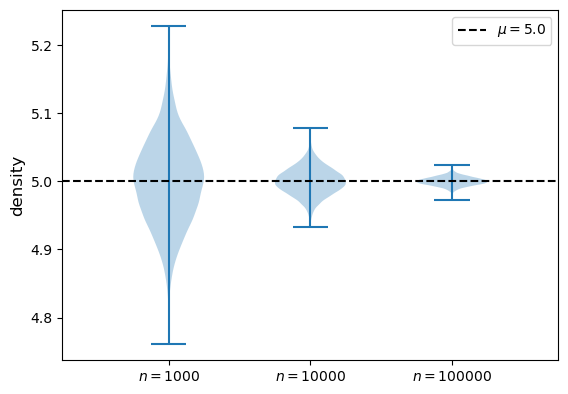 μ = 5.0
5.2
5.1
5.0
4.9
4.8
density
n = 1000
n = 10000
n = 100000